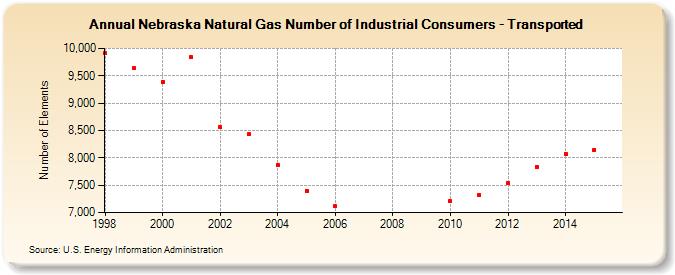 Annual Nebraska Natural Gas Number of Industrial Consumers - Transported
Number of Elements
10,000
9,500
9,000
8,500
8,000
7,500
7,000
1998 2000 2002 2004 2006 2008 2010 2012 2014
Source: U.S. Energy Information Administration